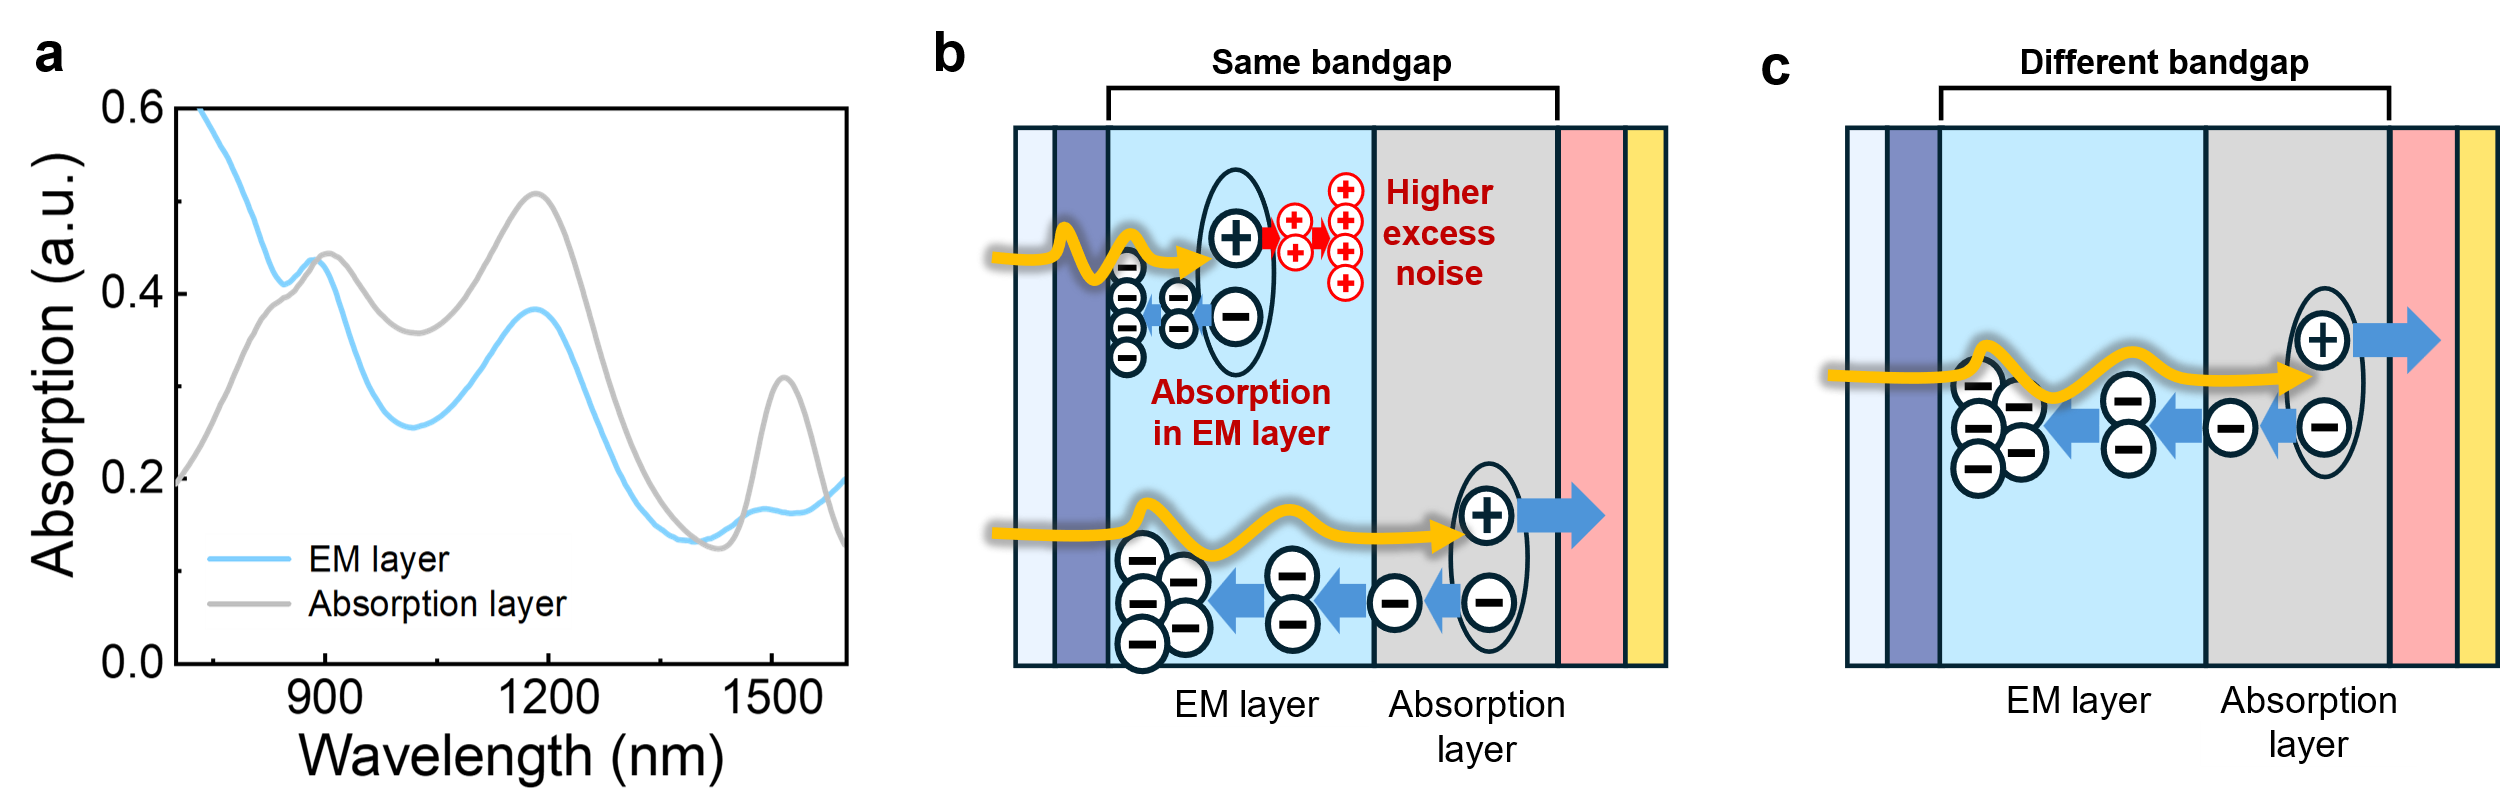 a
0.6
0.4
0.2
0.0
Absorption (a.u.)
EM layer
Absorption layer
900
1200
1500
Wavelength (nm)
b
Same bandgap
Higher
excess
noise
Absorption
in EM layer
EM layer
Absorption
layer
c
Different bandgap
EM layer
Absorption
layer